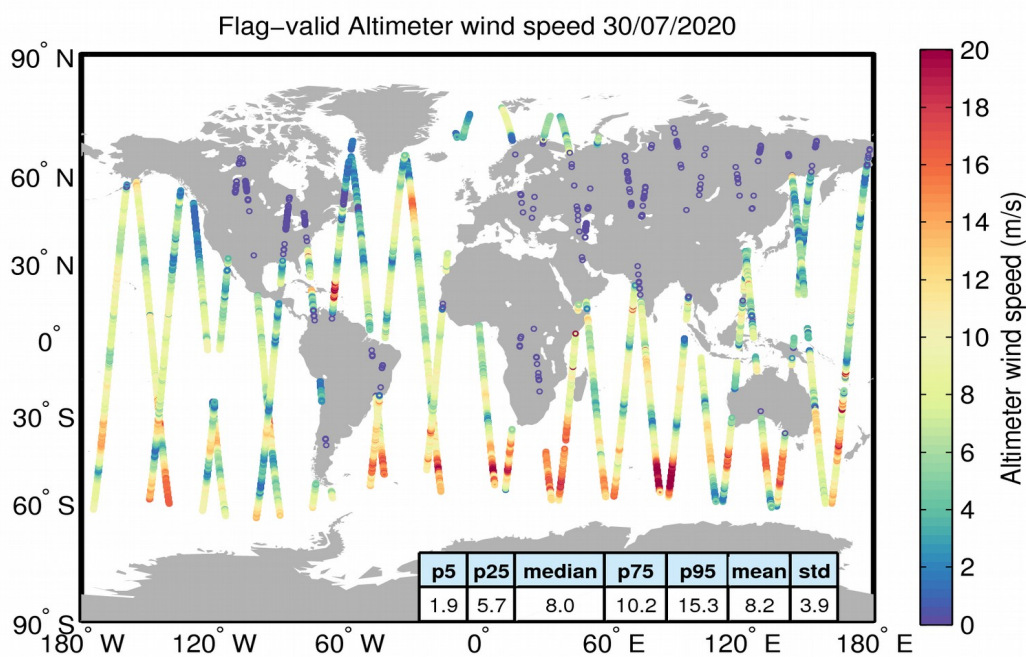 Flag−valid Altimeter wind speed 30/07/2020
90° N
60° N
30° N
0°
30° S
60° S
90° S
180° W
120° W
60° W
0°
60° E
120° E
180° E
p5 p25 median p75 p95 mean std
1.9 5.7 8.0 10.2 15.3 8.2 3.9
20
18
16
14
12
10
8
6
4
2
0
Altimeter wind speed (m/s)